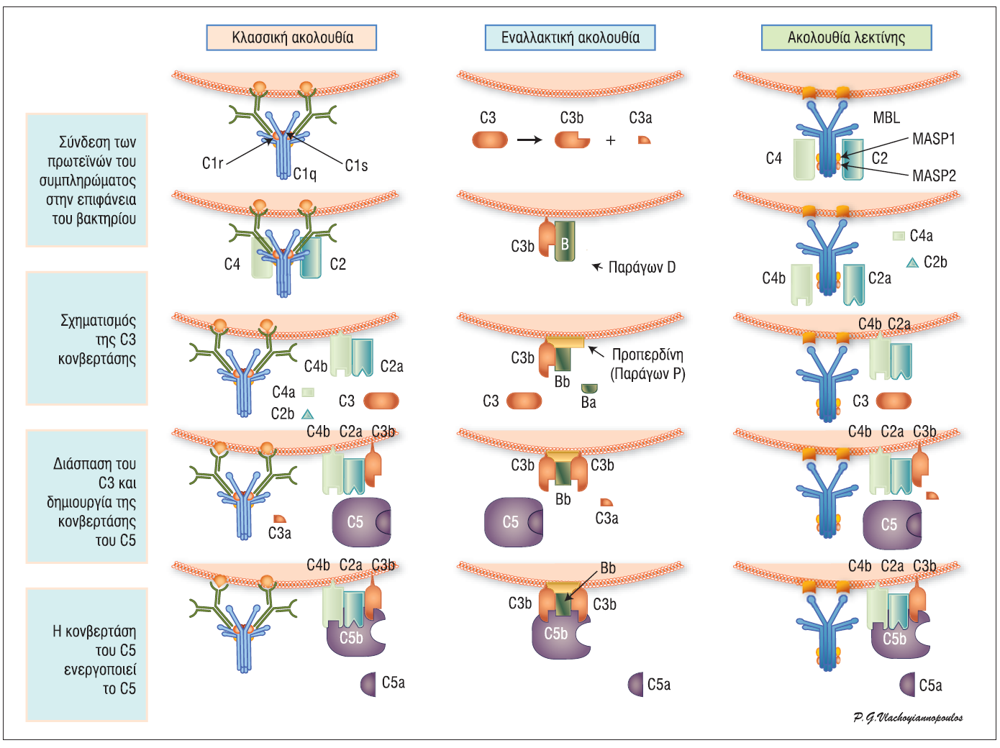 Κλασσική ακολουθία
Εναλλακτική ακολουθία
Ακολουθία λεκτίνης
Σύνδεση των
πρωτεϊνών του
συμπληρώματος
στην επιφάνεια
του βακτηρίου
C1r
C1q
C1s
C3
C3b
C3a
+
MBL
MASP1
C4
C2
MASP2
C4
C2
C3b
B
Παράγων D
C4a
C2b
C4b
C2a
Σχηματισμός
της C3
κονβερτάσης
C4b
C2a
C4a
C2b
C3
C3b
Προπερδίνη
(Παράγων P)
Bb
Ba
C3
C4b C2a
C3
Διάσπαση του
C3 και
δημιουργία της
κονβερτάσης
του C5
C4b C2a C3b
C3a
C5
C3b
C3b
Bb
C3a
C5
C4b C2a C3b
C5
Η κονβερτάση
του C5
ενεργοποιεί
το C5
C4b C2a C3b
C5b
C5a
Bb
C3b
C3b
C5b
C5a
C4b C2a C3b
C5b
C5a
P.G.Vlachoyiannopoulos